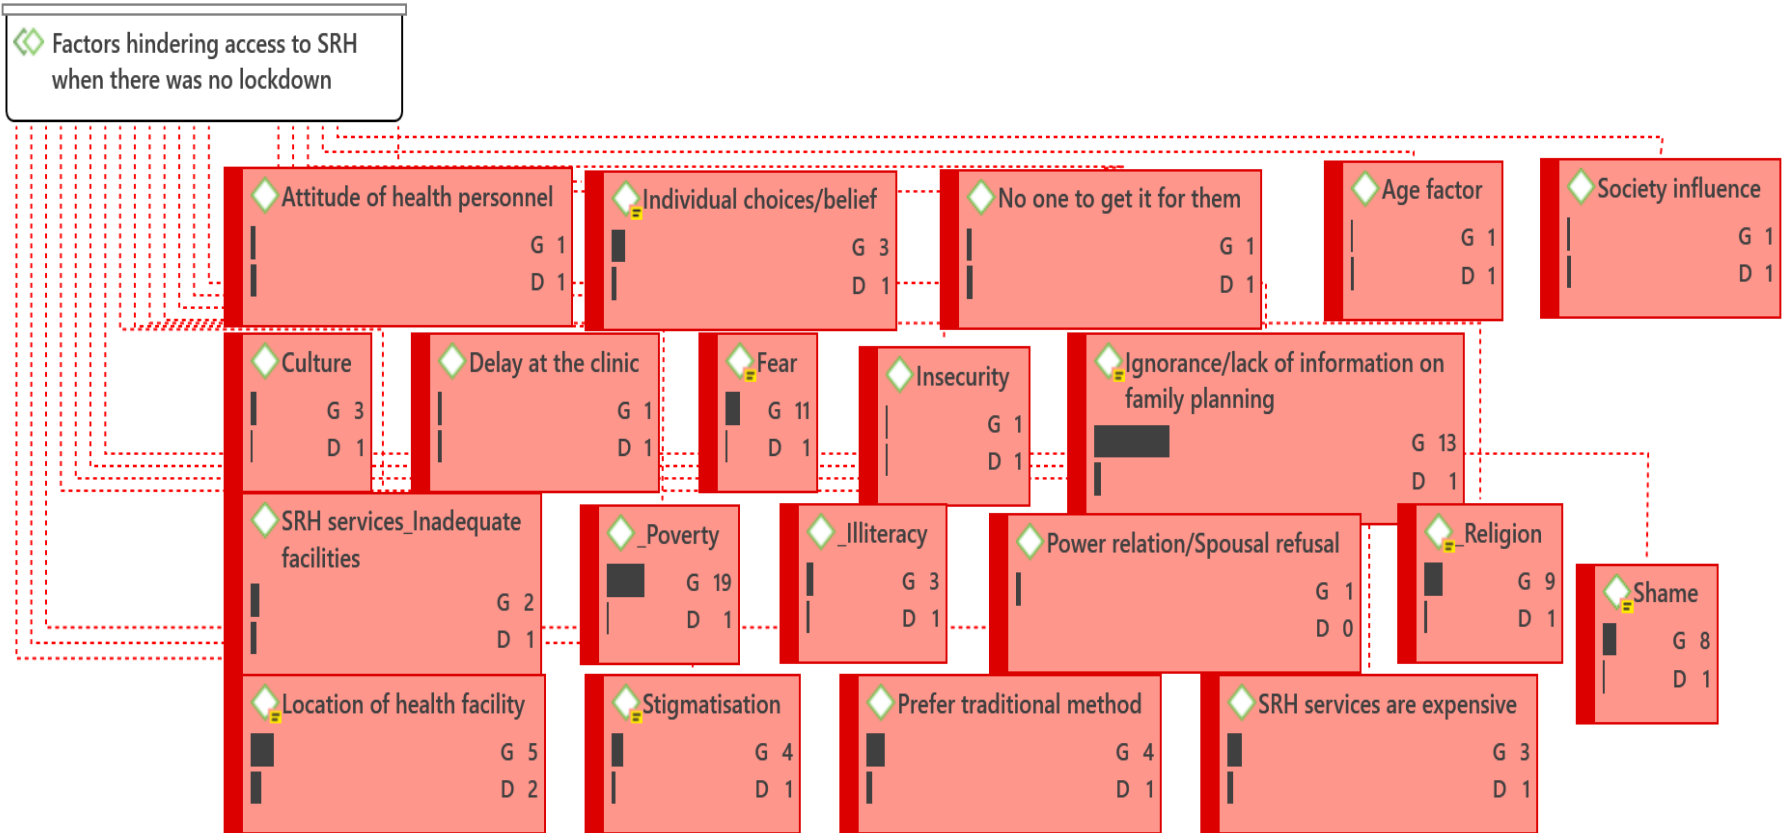 Factors hindering access to SRH
when there was no lockdown
Attitude of health personnel
G 1
D 1
Individual choices/belief
G 3
D 1
No one to get it for them
G 1
D 1
Age factor
G 1
D 1
Society influence
G 1
D 1
Culture
G 3
D 1
Delay at the clinic
G 1
D 1
Fear
G 11
D 1
Insecurity
G 1
D 1
Ignorance/lack of information on
family planning
G 13
D 1
SRH services_Inadequate
facilities
G 2
D 1
_Poverty
G 19
D 1
_Illiteracy
G 3
D 1
Power relation/Spousal refusal
G 1
D 0
_Religion
G 9
D 1
Shame
G 8
D 1
Location of health facility
G 5
D 2
Stigmatisation
G 4
D 1
Prefer traditional method
G 4
D 1
SRH services are expensive
G 3
D 1